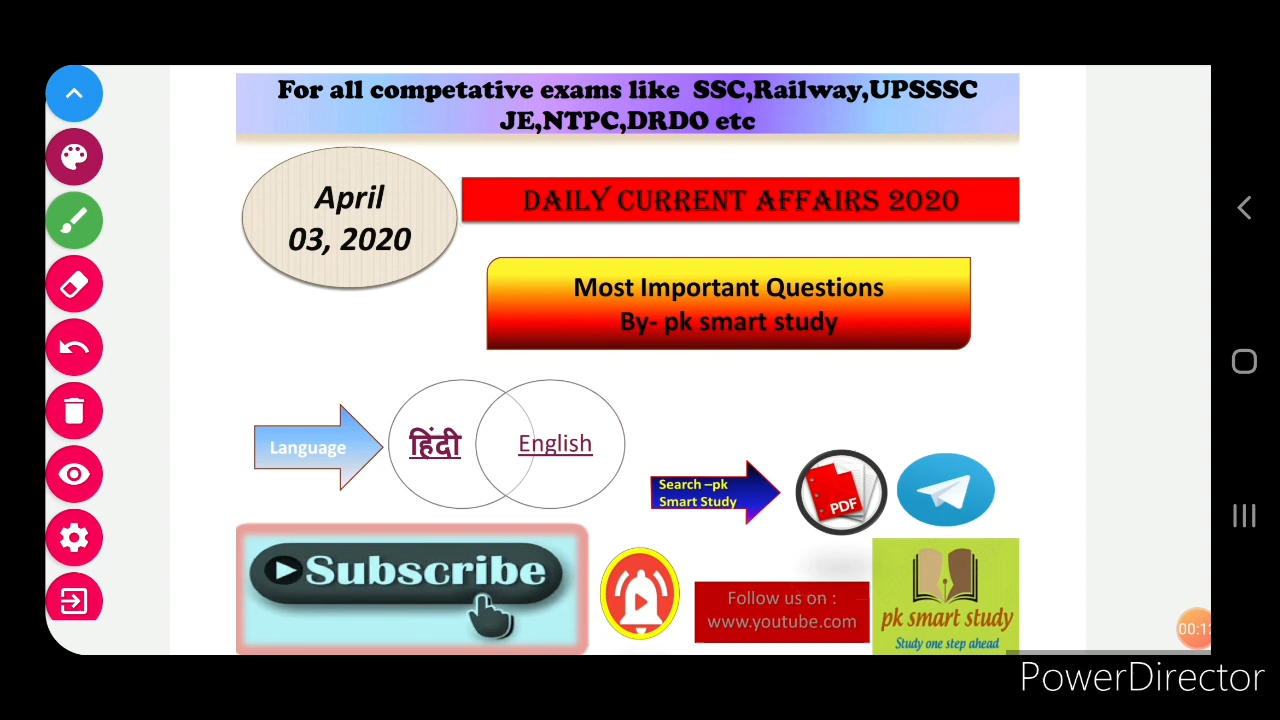 For all competative exams like SSC,Railway,UPSSSC
JE,NTPC,DRDO etc
April
03, 2020
DAILY CURRENT AFFAIRS 2020
Most Important Questions
By- pk smart study
Language
हिंदी
English
Search –pk
Smart Study
PDF
Subscribe
Follow us on :
www.youtube.com
pk smart study
Study one step ahead
PowerDirector